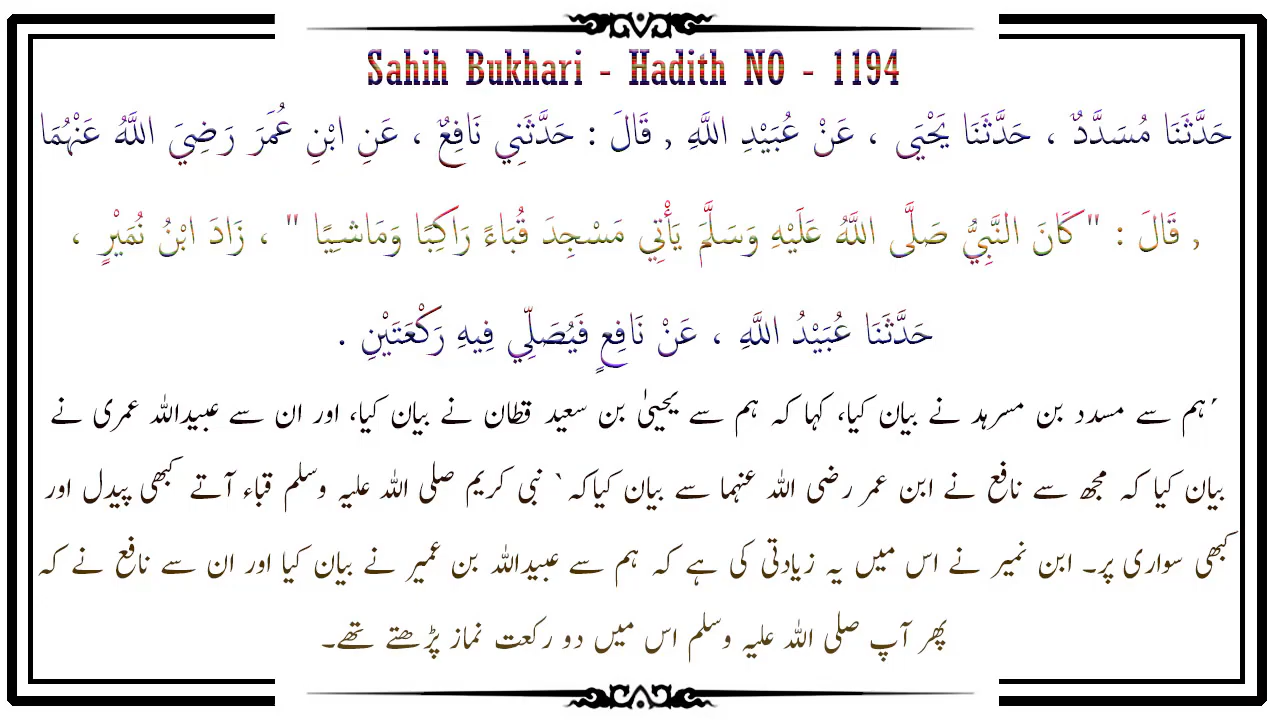 Sahih Bukhari - Hadith NO - 1194
حَدَّثَنَا مُسَدَّدٌ ، حَدَّثَنَا يَحْيَى ، عَنْ عُبَيْدِ اللَّهِ , قَالَ : حَدَّثَنِي نَافِعٌ ، عَنِ ابْنِ عُمَرَ رَضِيَ اللَّهُ عَنْهُمَا
, قَالَ : " كَانَ النَّبِيُّ صَلَّى اللَّهُ عَلَيْهِ وَسَلَّمَ يَأْتِي مَسْجِدَ قُبَاءً رَاكِبًا وَمَاشِيًا " ، زَادَ ابْنُ نُمَيْرٍ ،
حَدَّثَنَا عُبَيْدُ اللَّهِ ، عَنْ نَافِعٍ فَيُصَلِّي فِيهِ رَكْعَتَيْنِ .
´ہم سے مسدد بن مسرہد نے بیان کیا، کہا کہ ہم سے یحییٰ بن سعید قطان نے بیان کیا، اور ان سے عبیداللہ عمری نے
بیان کیا کہ مجھ سے نافع نے ابن عمر رضی اللہ عنہما سے بیان کیا کہ` نبی کریم صلی اللہ علیہ وسلم قباء آتے کبھی پیدل اور
کبھی سواری پر۔ ابن نمیر نے اس میں یہ زیادتی کی ہے کہ ہم سے عبیداللہ بن عمیر نے بیان کیا اور ان سے نافع نے کہ
پھر آپ صلی اللہ علیہ وسلم اس میں دو رکعت نماز پڑھتے تھے۔